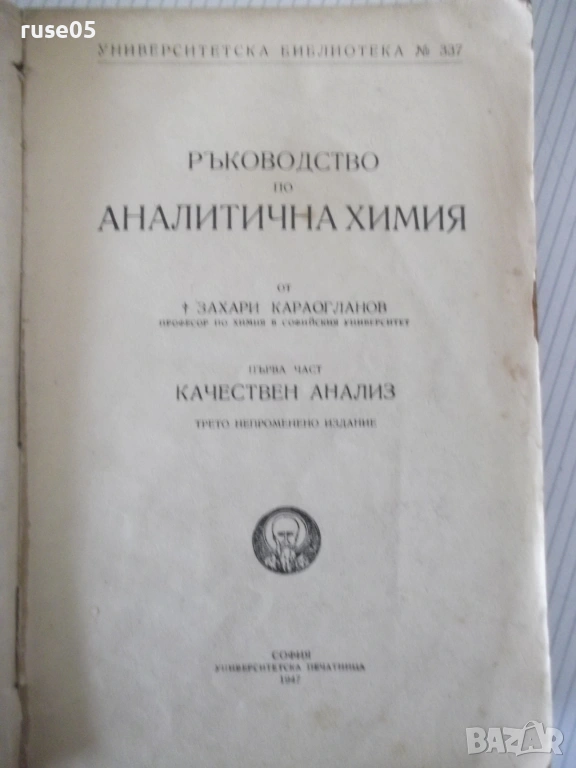 ruse05
УНИВЕРСИТЕТСКА БИБЛИОТЕКА № 337
РЪКОВОДСТВО
ПО
АНАЛИТИЧНА ХИМИЯ
ОТ
† ЗАХАРИ КАРАОГЛАНОВ
ПРОФЕСОР ПО ХИМИЯ В СОФИЙСКИЯ УНИВЕРСИТЕТ
ПЪРВА ЧАСТ
КАЧЕСТВЕН АНАЛИЗ
ТРЕТО НЕПРОМЕНЕНО ИЗДАНИЕ
СОФИЯ
УНИВЕРСИТЕТСКА ПЕЧАТНИЦА
1947
BAZAR